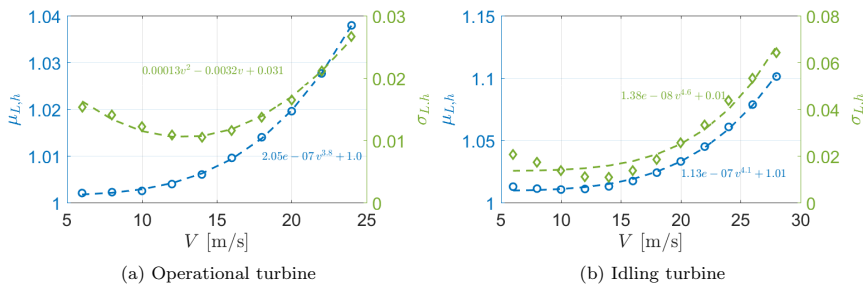 1.04
1.03
1.02
1.01
1
μL,h
0.03
0.02
0.01
0
σL,h
0.00013v² − 0.0032v + 0.031
2.05e − 07 v^3.8 + 1.0
5 10 15 20 25
V [m/s]
(a) Operational turbine
1.15
1.1
1.05
1
μL,h
0.08
0.06
0.04
0.02
0
σL,h
1.38e − 08 v^4.6 + 0.01
1.13e − 07 v^4.1 + 1.01
5 10 15 20 25 30
V [m/s]
(b) Idling turbine